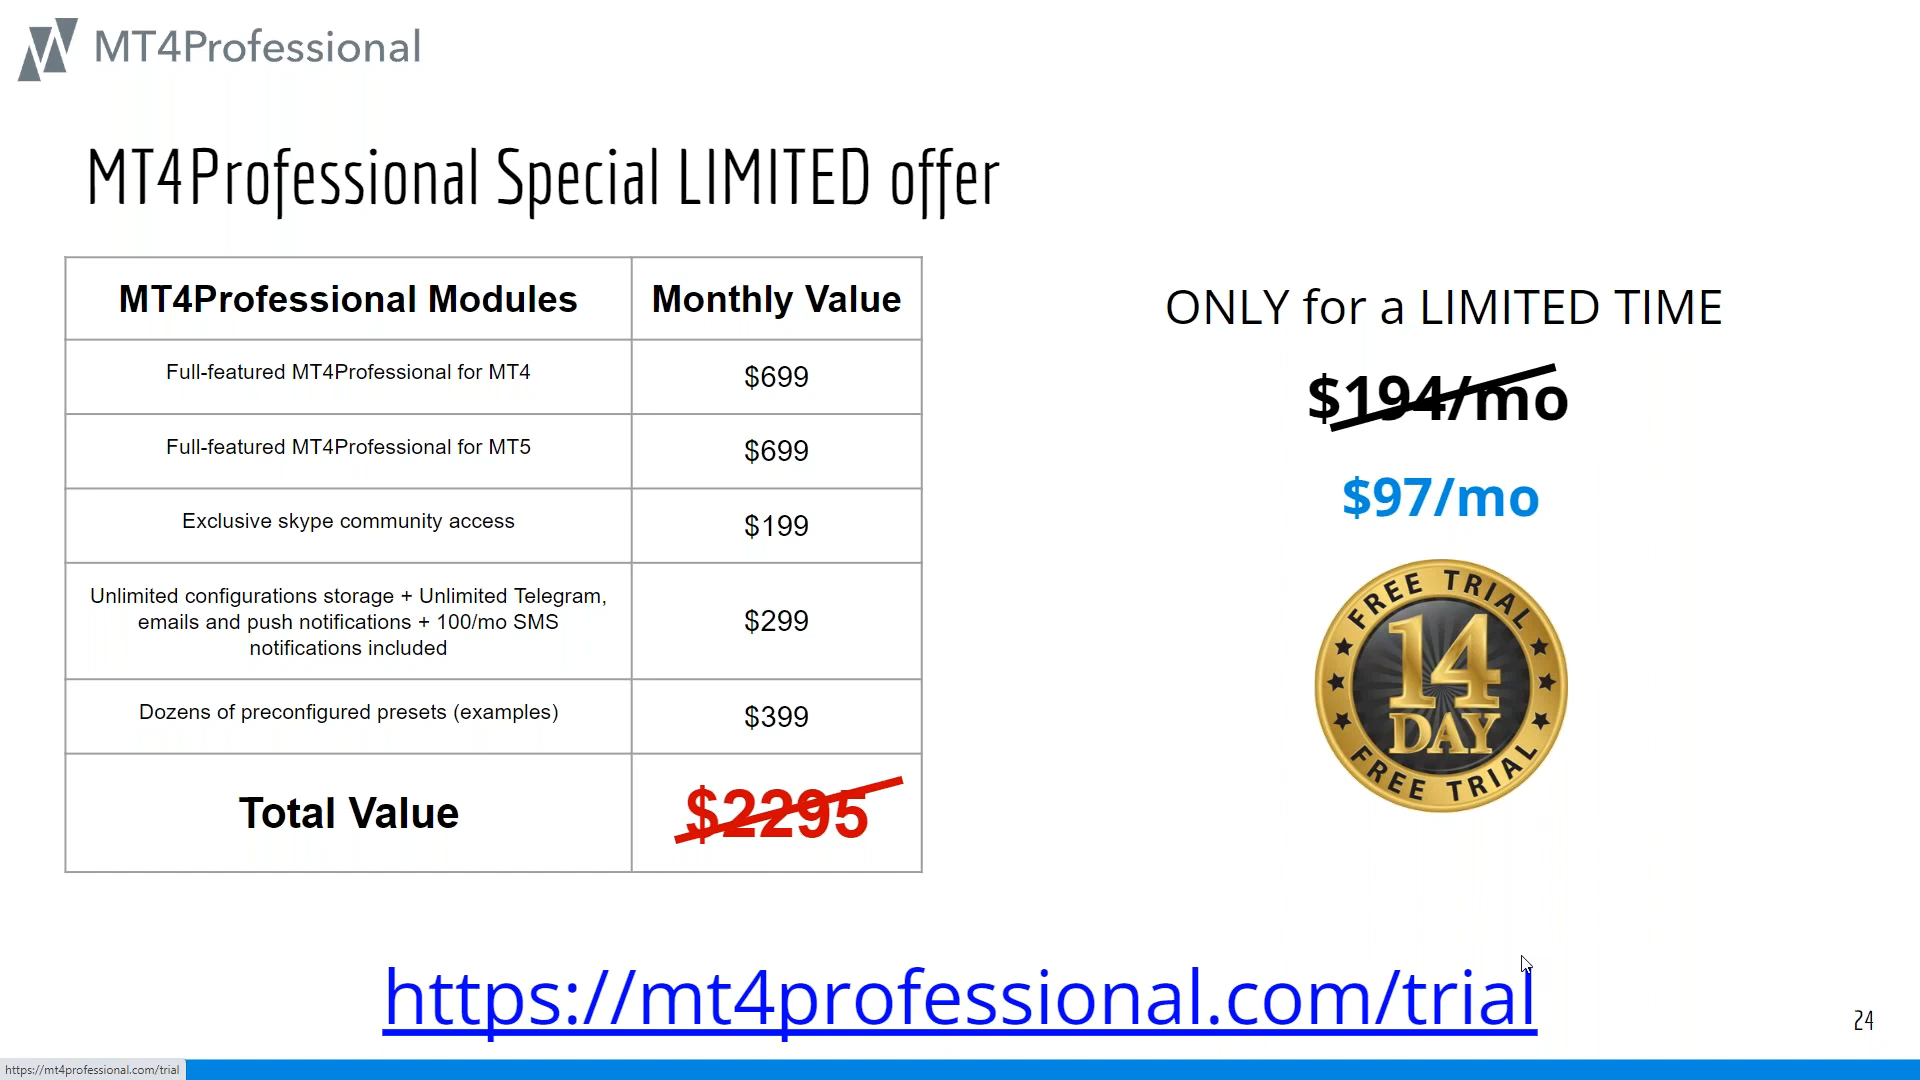 MT4Professional
MT4Professional Special LIMITED offer
MT4Professional Modules Monthly Value
Full-featured MT4Professional for MT4 $699
Full-featured MT4Professional for MT5 $699
Exclusive skype community access $199
Unlimited configurations storage + Unlimited Telegram,
emails and push notifications + 100/mo SMS
notifications included
$299
Dozens of preconfigured presets (examples) $399
Total Value $2295
ONLY for a LIMITED TIME
$194/mo
$97/mo
FREE TRIAL
14
DAY
FREE TRIAL
https://mt4professional.com/trial
24
https://mt4professional.com/trial